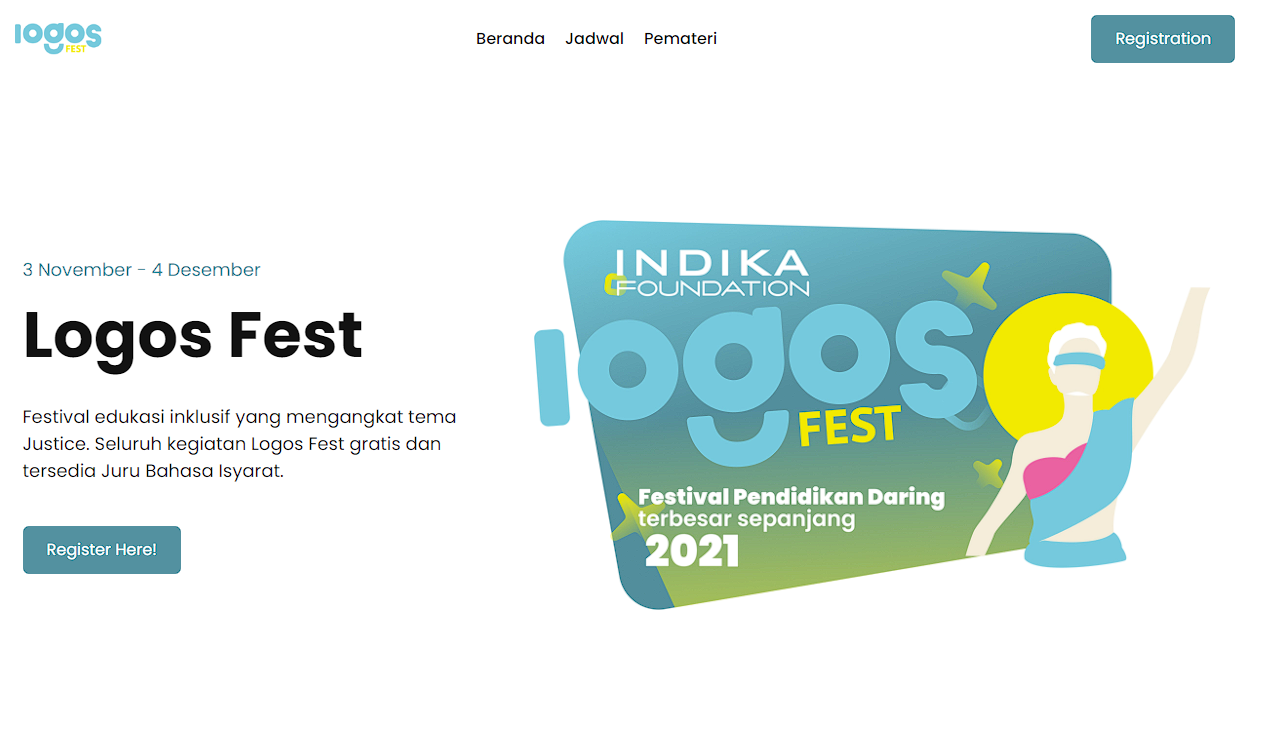 logos
FEST
Beranda Jadwal Pemateri
Registration
3 November - 4 Desember
Logos Fest
Festival edukasi inklusif yang mengangkat tema
Justice. Seluruh kegiatan Logos Fest gratis dan
tersedia Juru Bahasa Isyarat.
Register Here!
INDIKA
FOUNDATION
logos
FEST
Festival Pendidikan Daring
terbesar sepanjang
2021